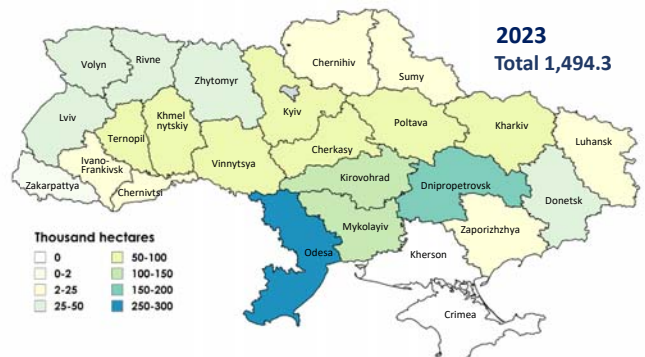 2023
Total 1,494.3
Volyn
Rivne
Zhytomyr
Chernihiv
Sumy
Kyiv
Lviv
Ternopil
Khmel
nytskiy
Poltava
Kharkiv
Luhansk
Ivano-
Frankivsk
Vinnytsya
Cherkasy
Zakarpattya
Chernivtsi
Kirovohrad
Dnipropetrovsk
Donetsk
Mykolayiv
Zaporizhzhya
Odesa
Kherson
Crimea
Thousand hectares
0
0-2
2-25
25-50
50-100
100-150
150-200
250-300